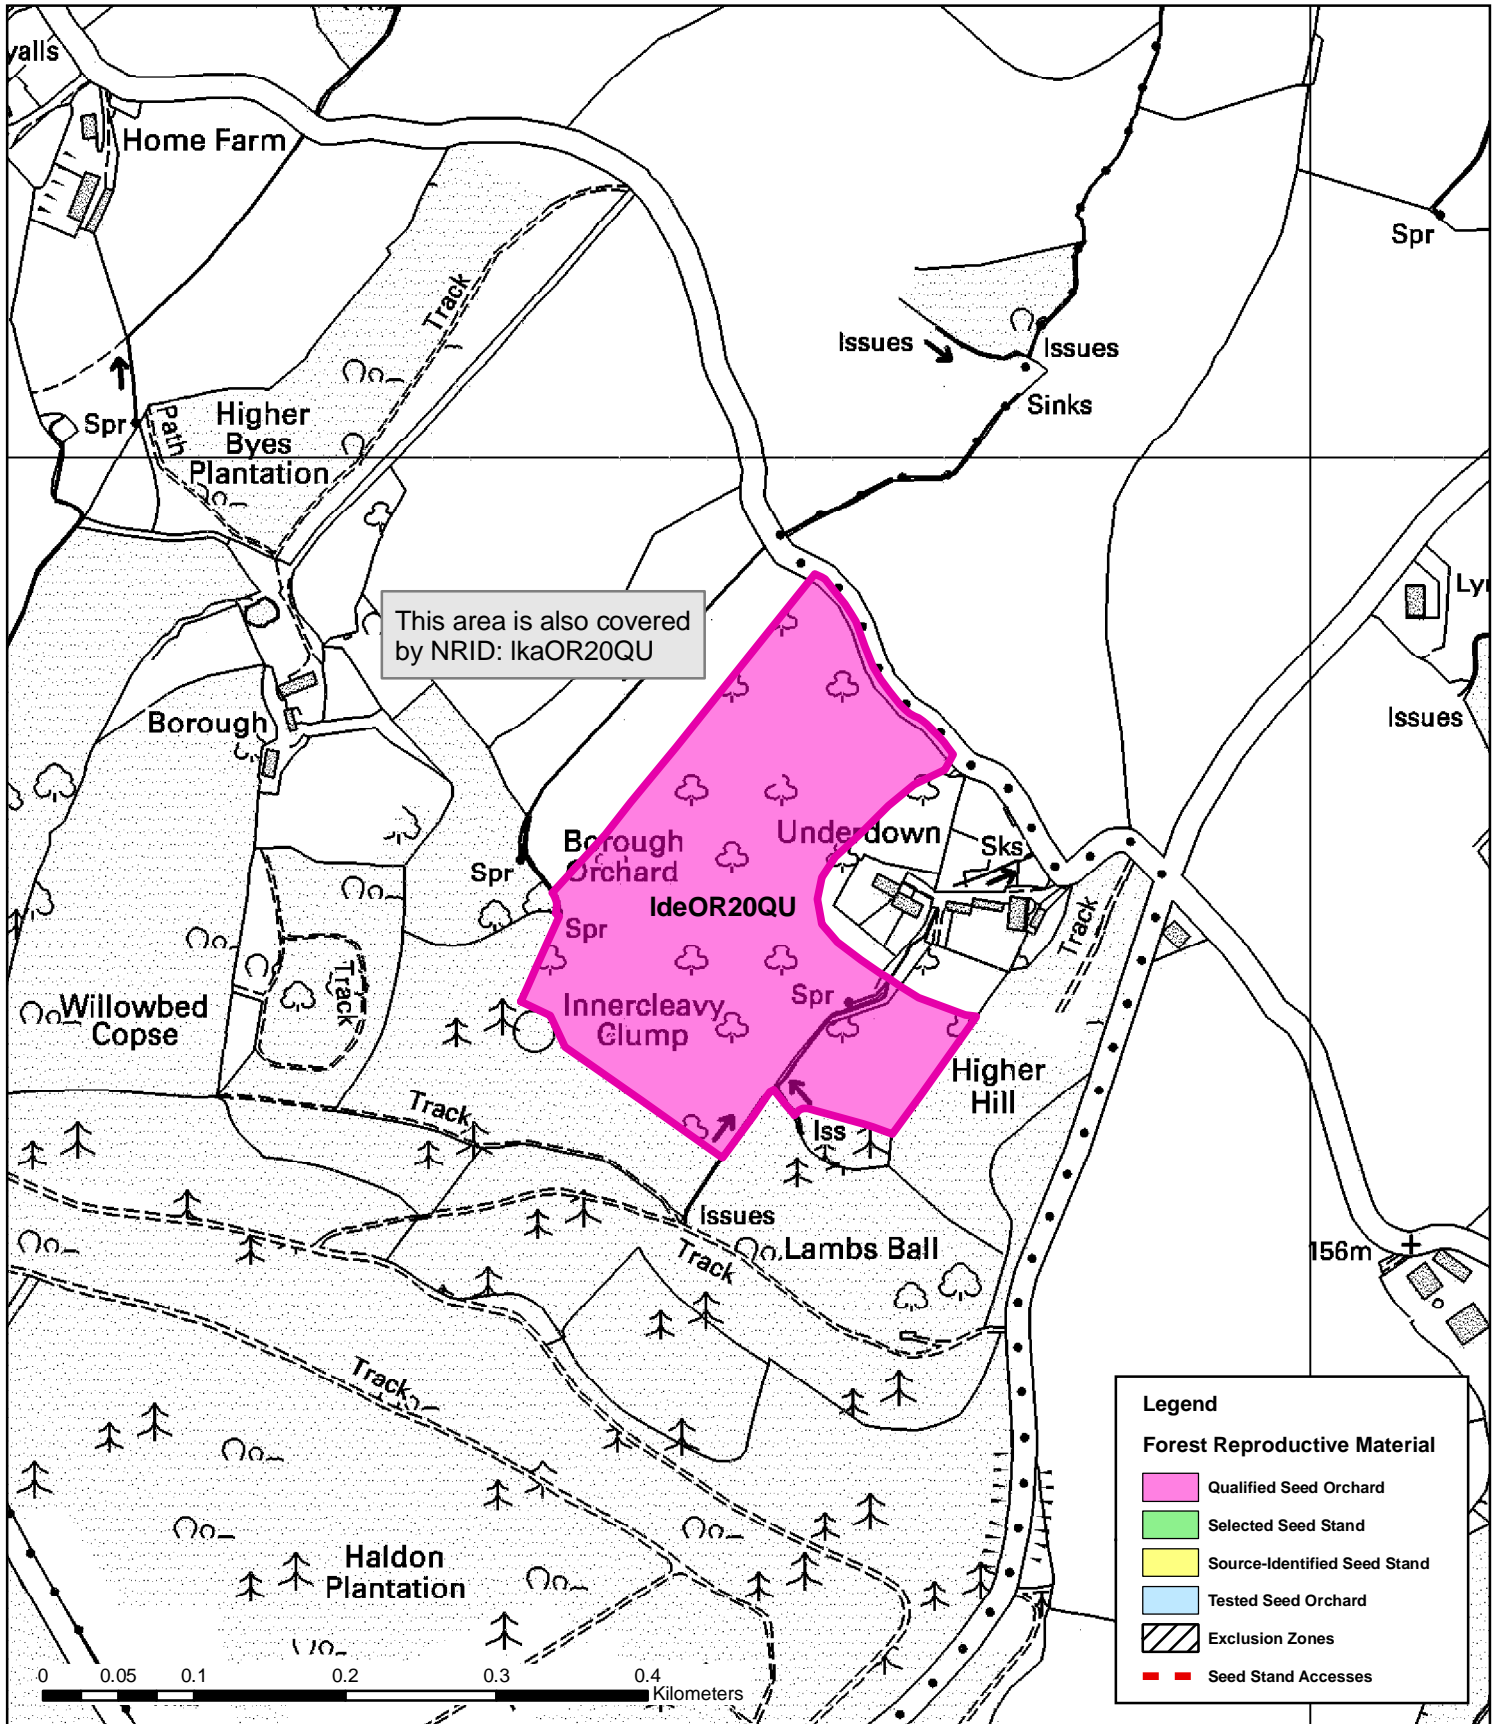 Home Farm
Spr
Track
Issues
Issues
Sinks
Higher
Byes
Plantation
Spr
Path
This area is also covered
by NRID: IkaOR20QU
Issues
Borough
Borough
Orchard
Underdown
Sks
Spr
IdeOR20QU
Spr
Track
Track
Willowbed
Copse
Innercleavy
Clump
Spr
Higher
Hill
Track
Iss
Issues
Track
Lambs Ball
156m
Track
Haldon
Plantation
Legend
Forest Reproductive Material
Qualified Seed Orchard
Selected Seed Stand
Source-Identified Seed Stand
Tested Seed Orchard
Exclusion Zones
Seed Stand Accesses
0 0.05 0.1 0.2 0.3 0.4
Kilometers